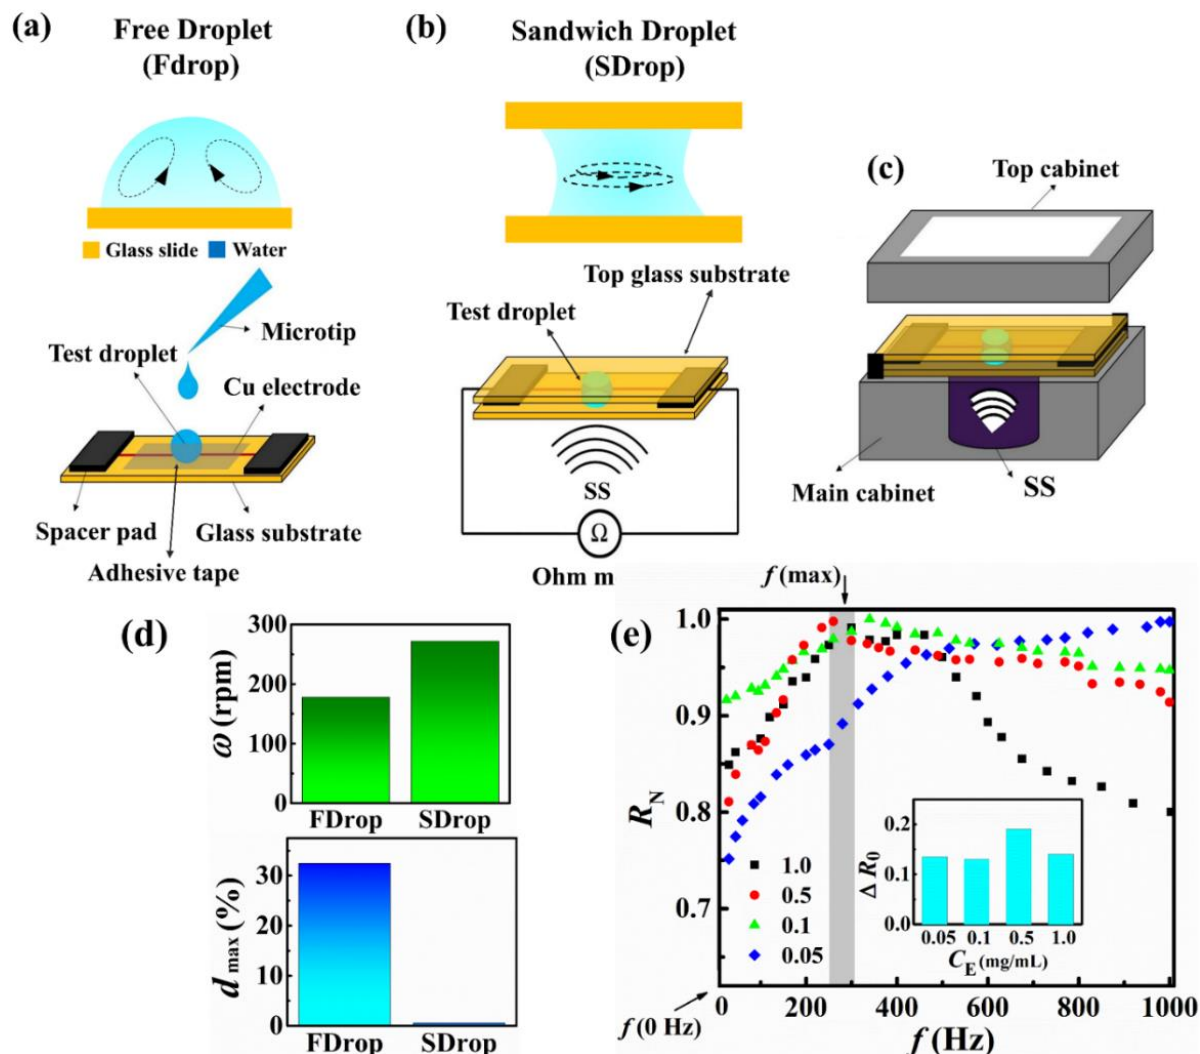 (a)
Free Droplet
(Fdrop)
Glass slide Water
Microtip
Test droplet
Cu electrode
Spacer pad
Glass substrate
Adhesive tape
(b)
Sandwich Droplet
(SDrop)
Top glass substrate
Test droplet
SS
Ω
Ohm m
(c)
Top cabinet
Main cabinet
SS
(d)
ω (rpm)
300
200
100
0
FDrop SDrop
d max (%)
30
20
10
0
FDrop SDrop
(e)
f (max)
R N
1.0
0.9
0.8
0.7
1.0
0.5
0.1
0.05
Δ R 0
0.2
0.1
0.0
0.05 0.1 0.5 1.0
C E (mg/mL)
0 200 400 600 800 1000
f (0 Hz)
f (Hz)